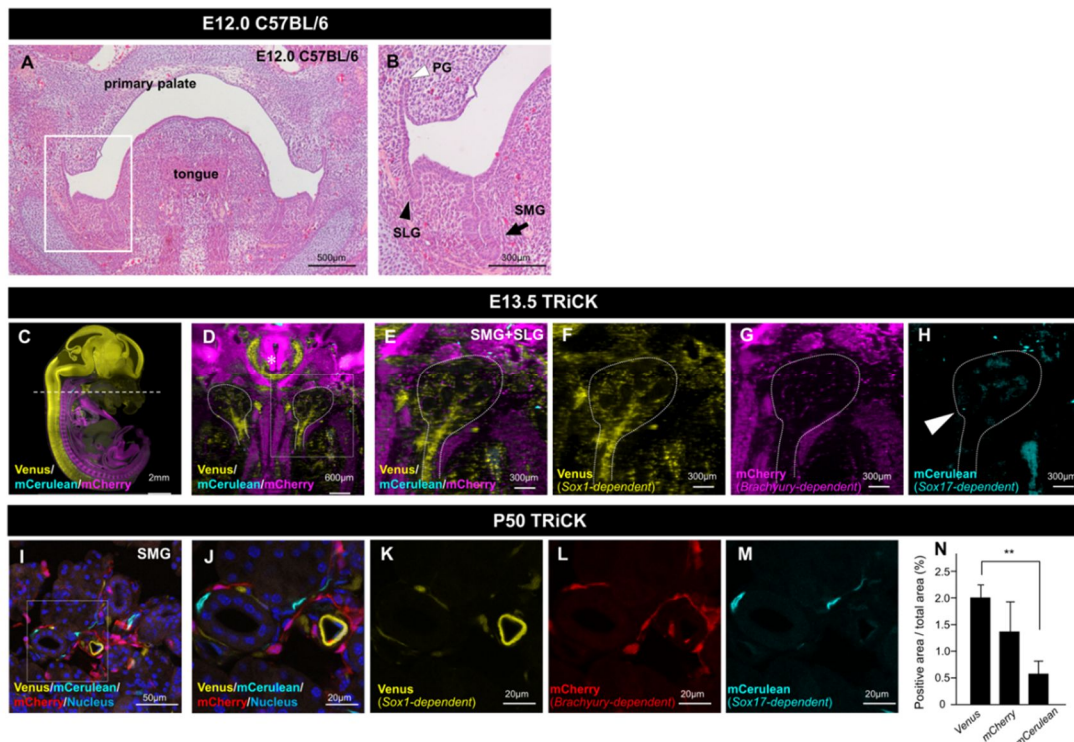 E12.0 C57BL/6
A
E12.0 C57BL/6
primary palate
tongue
500μm
B
PG
SLG
SMG
300μm
E13.5 TRiCK
C
Venus/
mCerulean/mCherry
2mm
D
*
Venus/
mCerulean/mCherry
600μm
E
SMG+SLG
Venus/
mCerulean/mCherry
300μm
F
Venus
(Sox1-dependent)
300μm
G
mCherry
(Brachyury-dependent)
300μm
H
mCerulean
(Sox17-dependent)
300μm
P50 TRiCK
I
SMG
Venus/mCerulean/
mCherry/Nucleus
50μm
J
Venus/mCerulean/
mCherry/Nucleus
20μm
K
Venus
(Sox1-dependent)
20μm
L
mCherry
(Brachyury-dependent)
20μm
M
mCerulean
(Sox17-dependent)
20μm
N
Positive area / total area (%)
**
2.5
2.0
1.5
1.0
0.5
0
Venus
mCherry
mCerulean